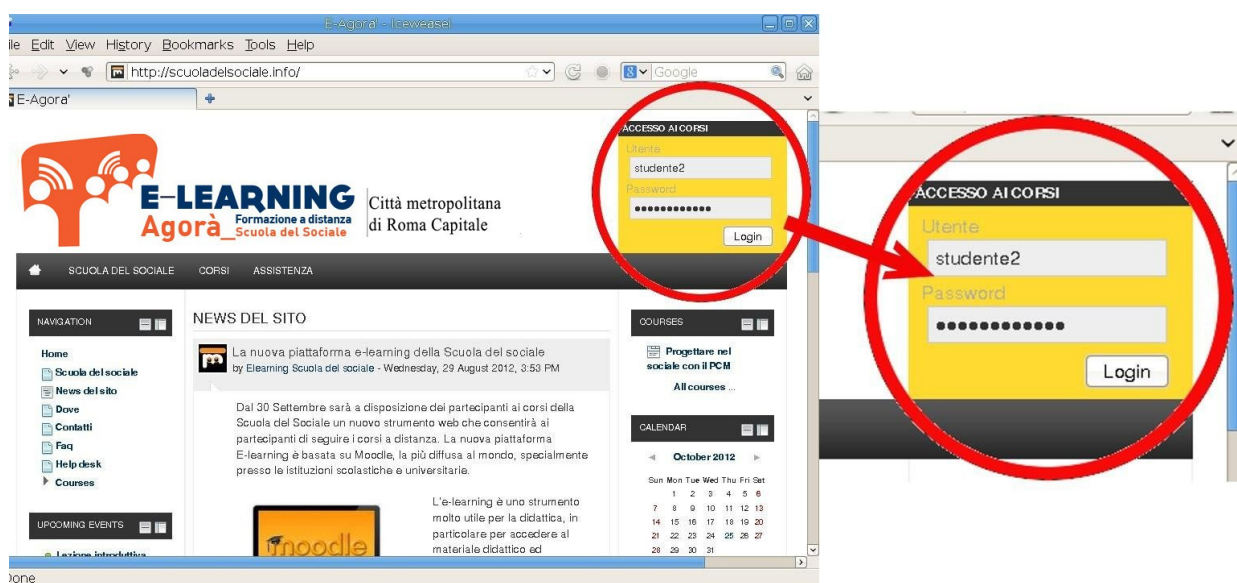 E-Agora' - Iceweasel
ile Edit View History Bookmarks Tools Help
http://scuoladelsociale.info/
Google
E-Agora'
E-LEARNING
Agorà_
Formazione a distanza
Scuola del Sociale
Città metropolitana
di Roma Capitale
ACCESSO AI CORSI
Utente
studente2
Password
••••••••••••
Login
SCUOLA DEL SOCIALE CORSI ASSISTENZA
NAVIGATION
Home
Scuola del sociale
News del sito
Dove
Contatti
Faq
Help desk
Courses
UPCOMING EVENTS
Lezione introduttiva
NEWS DEL SITO
La nuova piattaforma e-learning della Scuola del sociale
by Elearning Scuola del sociale - Wednesday, 29 August 2012, 3:53 PM
Dal 30 Settembre sarà a disposizione dei partecipanti ai corsi della
Scuola del Sociale un nuovo strumento web che consentirà ai
partecipanti di seguire i corsi a distanza. La nuova piattaforma
E-learning è basata su Moodle, la più diffusa al mondo, specialmente
presso le istituzioni scolastiche e universitarie.
moodle
L'e-learning è uno strumento
molto utile per la didattica, in
particolare per accedere al
materiale didattico ed
COURSES
Progettare nel
sociale con il PCM
All courses ...
CALENDAR
October 2012
Sun Mon Tue Wed Thu Fri Sat
1 2 3 4 5 6
7 8 9 10 11 12 13
14 15 16 17 18 19 20
21 22 23 24 25 26 27
28 29 30 31
Done
ACCESSO AI CORSI
Utente
studente2
Password
••••••••••••
Login